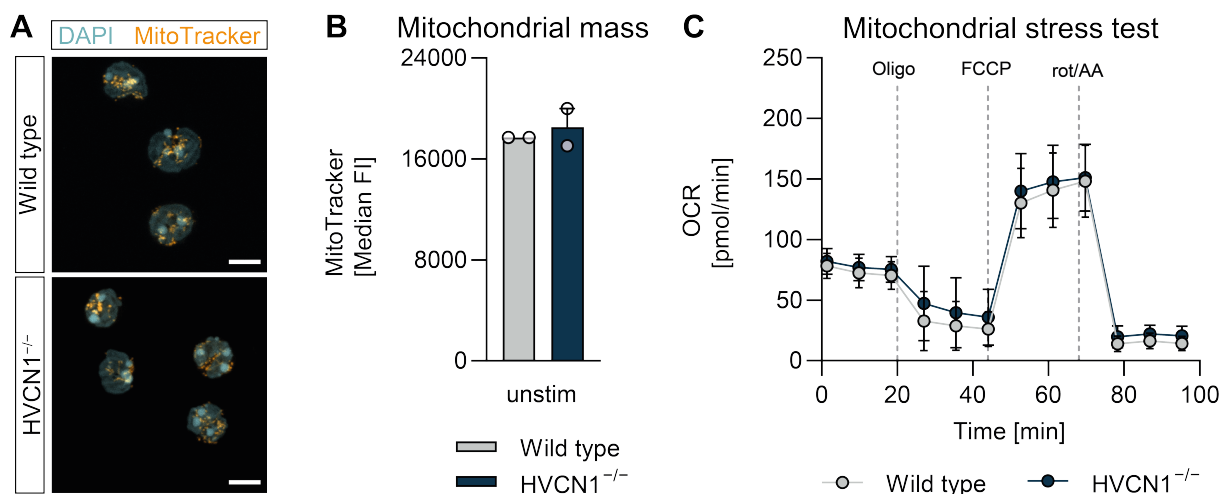 A
DAPI MitoTracker
Wild type
HVCN1⁻/⁻
B
Mitochondrial mass
MitoTracker
[Median FI]
24000
16000
8000
0
unstim
Wild type
HVCN1⁻/⁻
C
Mitochondrial stress test
Oligo FCCP rot/AA
OCR
[pmol/min]
250
200
150
100
50
0
0 20 40 60 80 100
Time [min]
Wild type HVCN1⁻/⁻